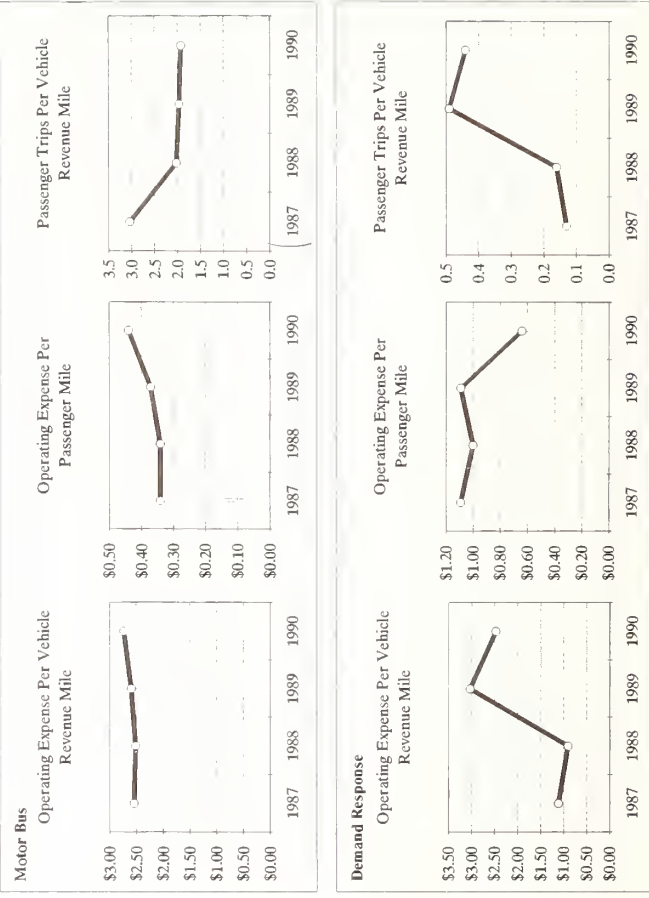 Motor Bus
Operating Expense Per Vehicle
Revenue Mile
$3.00
$2.50
$2.00
$1.50
$1.00
$0.50
$0.00
1987 1988 1989 1990
Operating Expense Per
Passenger Mile
$0.50
$0.40
$0.30
$0.20
$0.10
$0.00
1987 1988 1989 1990
Passenger Trips Per Vehicle
Revenue Mile
3.5
3.0
2.5
2.0
1.5
1.0
0.5
0.0
1987 1988 1989 1990
Demand Response
Operating Expense Per Vehicle
Revenue Mile
$3.50
$3.00
$2.50
$2.00
$1.50
$1.00
$0.50
$0.00
1987 1988 1989 1990
Operating Expense Per
Passenger Mile
$1.20
$1.00
$0.80
$0.60
$0.40
$0.20
$0.00
1987 1988 1989 1990
Passenger Trips Per Vehicle
Revenue Mile
0.5
0.4
0.3
0.2
0.1
0.0
1987 1988 1989 1990